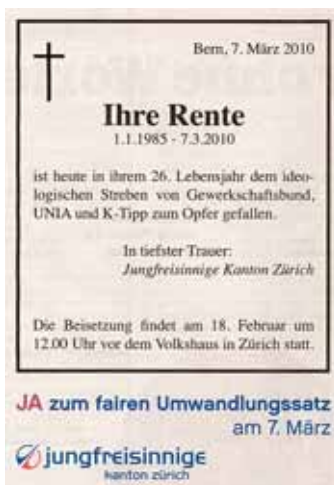 Bern, 7. März 2010
Ihre Rente
1.1.1985 - 7.3.2010
ist heute in ihrem 26. Lebensjahr dem ideo-
logischen Streben von Gewerkschaftsbund,
UNIA und K-Tipp zum Opfer gefallen.
In tiefster Trauer:
Jungfreisinnige Kanton Zürich
Die Beisetzung findet am 18. Februar um
12.00 Uhr vor dem Volkshaus in Zürich statt.
JA zum fairen Umwandlungssatz
am 7. März
jungfreisinnige
kanton zürich